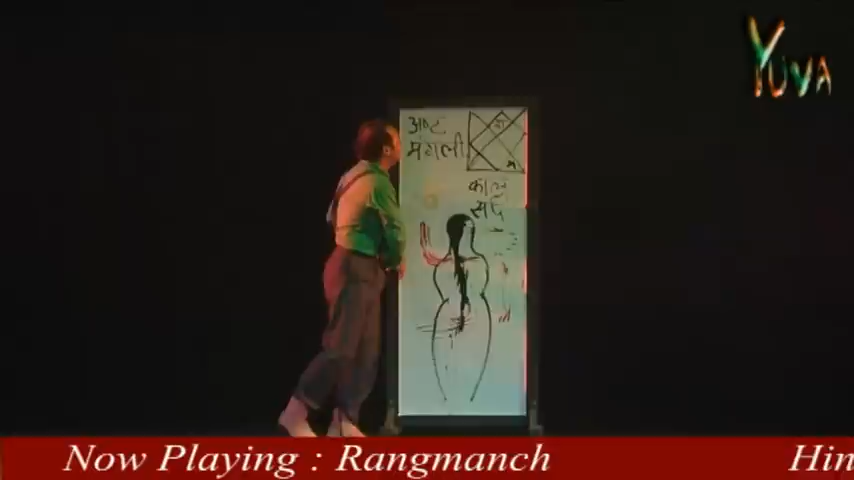 YUVA
अष्ट
मंगली
काल
सर्प
Now Playing : Rangmanch
Hin